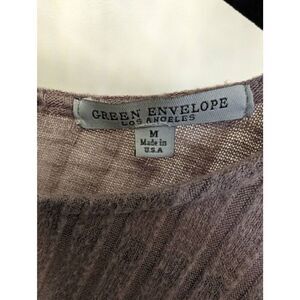 GREEN ENVELOPE
LOS ANGELES
M
Made in
U.S.A